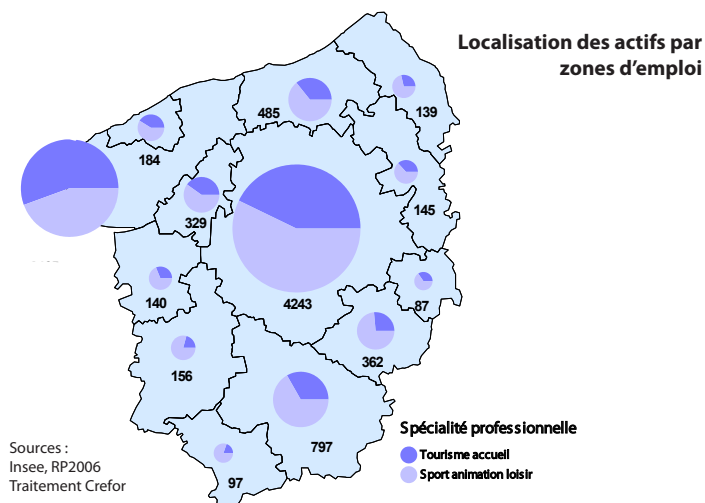 Localisation des actifs par
zones d'emploi
485
139
184
145
329
4243
140
87
362
156
797
97
Spécialité professionnelle
Tourisme accueil
Sport animation loisir
Sources :
Insee, RP2006
Traitement Crefor